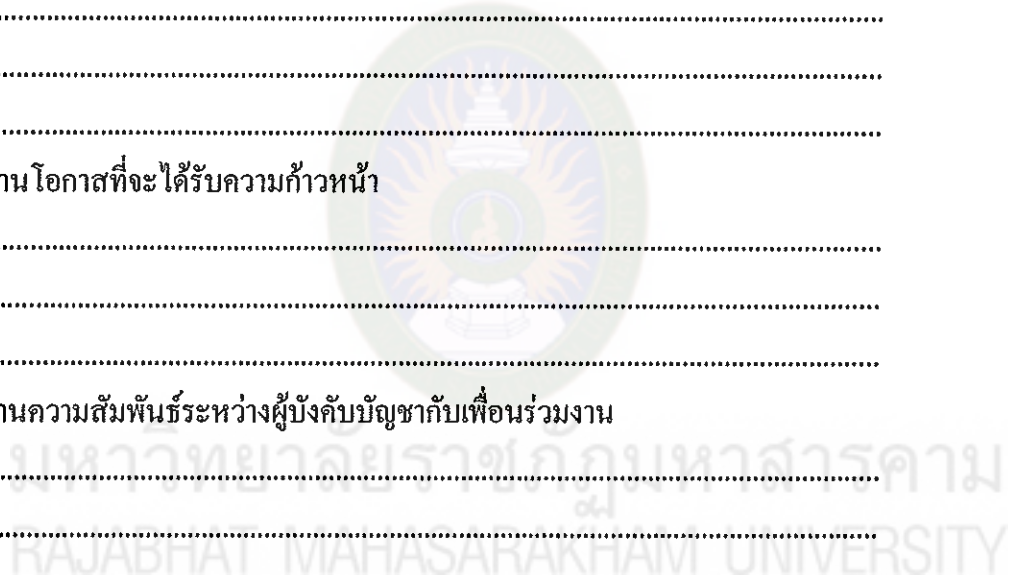 ................................................................
................................................................
................................................................
านโอกาสที่จะได้รับความก้าวหน้า
................................................................
................................................................
................................................................
านความสัมพันธ์ระหว่างผู้บังคับบัญชากับเพื่อนร่วมงาน
มหาวิทยาลัยราชภัฏมหาสารคาม
................................................................
................................................................
RAJABHAT MAHASARAKHAM UNIVERSITY